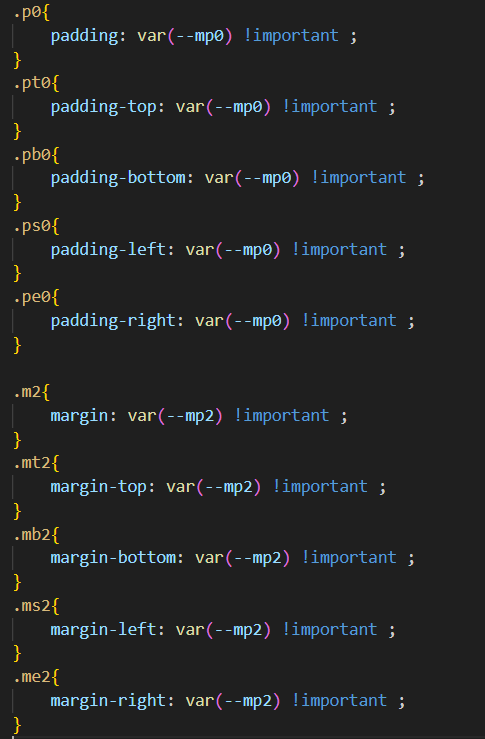 .p0{
    padding: var(--mp0) !important ;
}
.pt0{
    padding-top: var(--mp0) !important ;
}
.pb0{
    padding-bottom: var(--mp0) !important ;
}
.ps0{
    padding-left: var(--mp0) !important ;
}
.pe0{
    padding-right: var(--mp0) !important ;
}

.m2{
    margin: var(--mp2) !important ;
}
.mt2{
    margin-top: var(--mp2) !important ;
}
.mb2{
    margin-bottom: var(--mp2) !important ;
}
.ms2{
    margin-left: var(--mp2) !important ;
}
.me2{
    margin-right: var(--mp2) !important ;
}